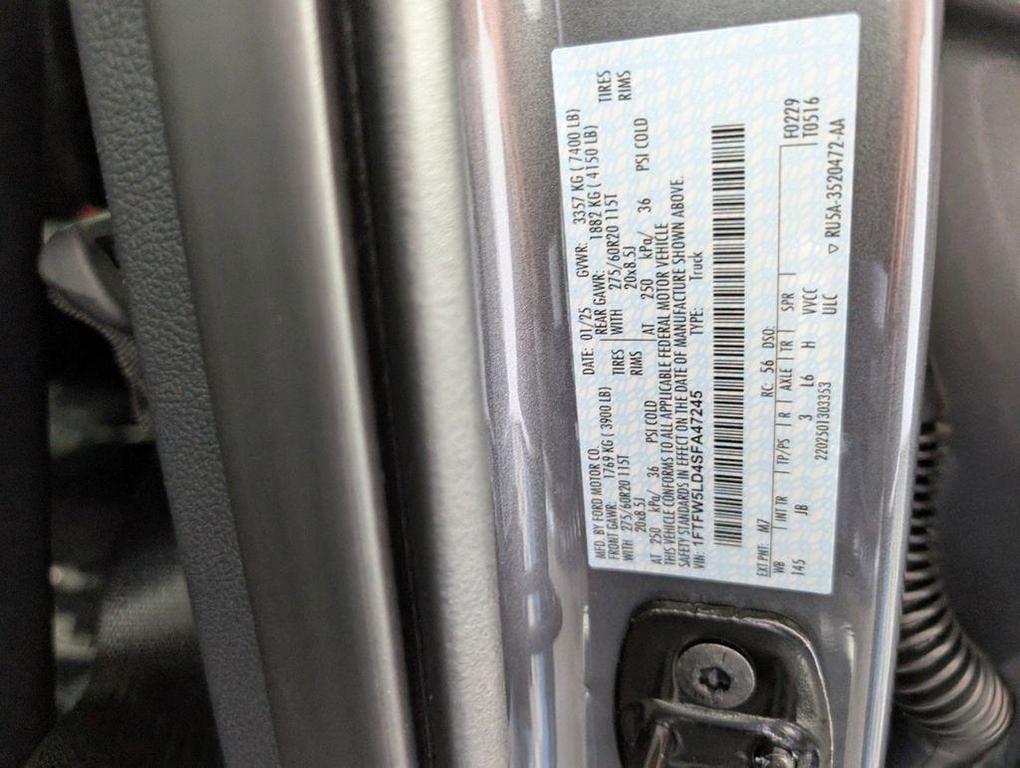 MFD. BY FORD MOTOR CO. DATE: 01/25 GVWR: 3357 KG ( 7400 LB)
FRONT GAWR: 1769 KG ( 3900 LB) REAR GAWR: 1882 KG ( 4150 LB)
WITH 275/60R20 115T TIRES WITH 275/60R20 115T TIRES
20x8.5J RIMS 20x8.5J RIMS
AT 250 kPa/ 36 PSI COLD AT 250 kPa/ 36 PSI COLD
THIS VEHICLE CONFORMS TO ALL APPLICABLE FEDERAL MOTOR VEHICLE
SAFETY STANDARDS IN EFFECT ON THE DATE OF MANUFACTURE SHOWN ABOVE.
VIN: 1FTFW5LD4SFA47245 TYPE: Truck
EXT PNT: M7 RC: 56 DSO: F0229
WB INT TR TP/PS R AXLE TR SPR T0516
145 JB 3 L6 H VVCC
2202501303353 ULC
▽ RU5A-3520472-AA